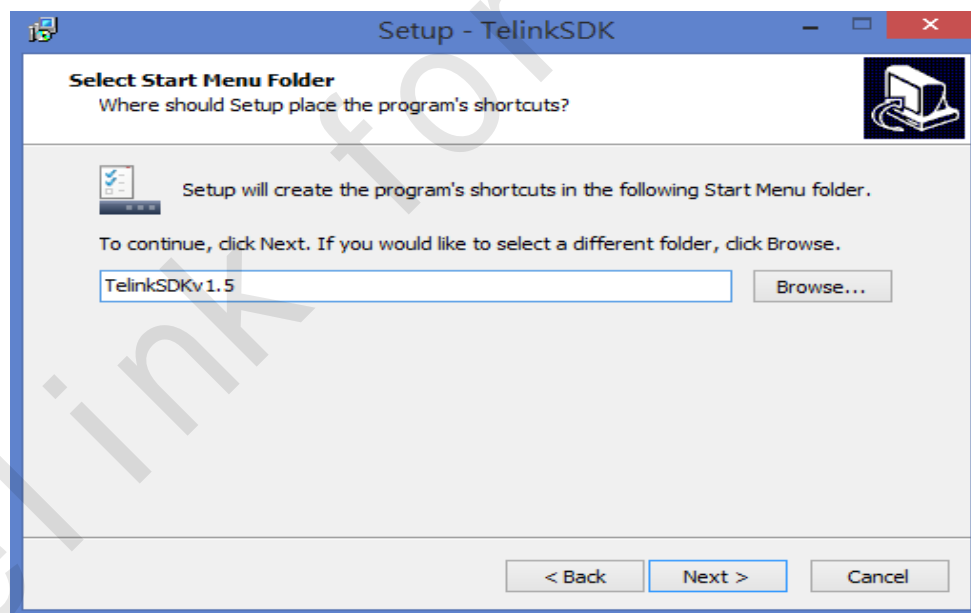 Setup - TelinkSDK
Select Start Menu Folder
Where should Setup place the program's shortcuts?
Setup will create the program's shortcuts in the following Start Menu folder.
To continue, click Next. If you would like to select a different folder, click Browse.
TelinkSDKv1.5
Browse...
< Back
Next >
Cancel
elink for